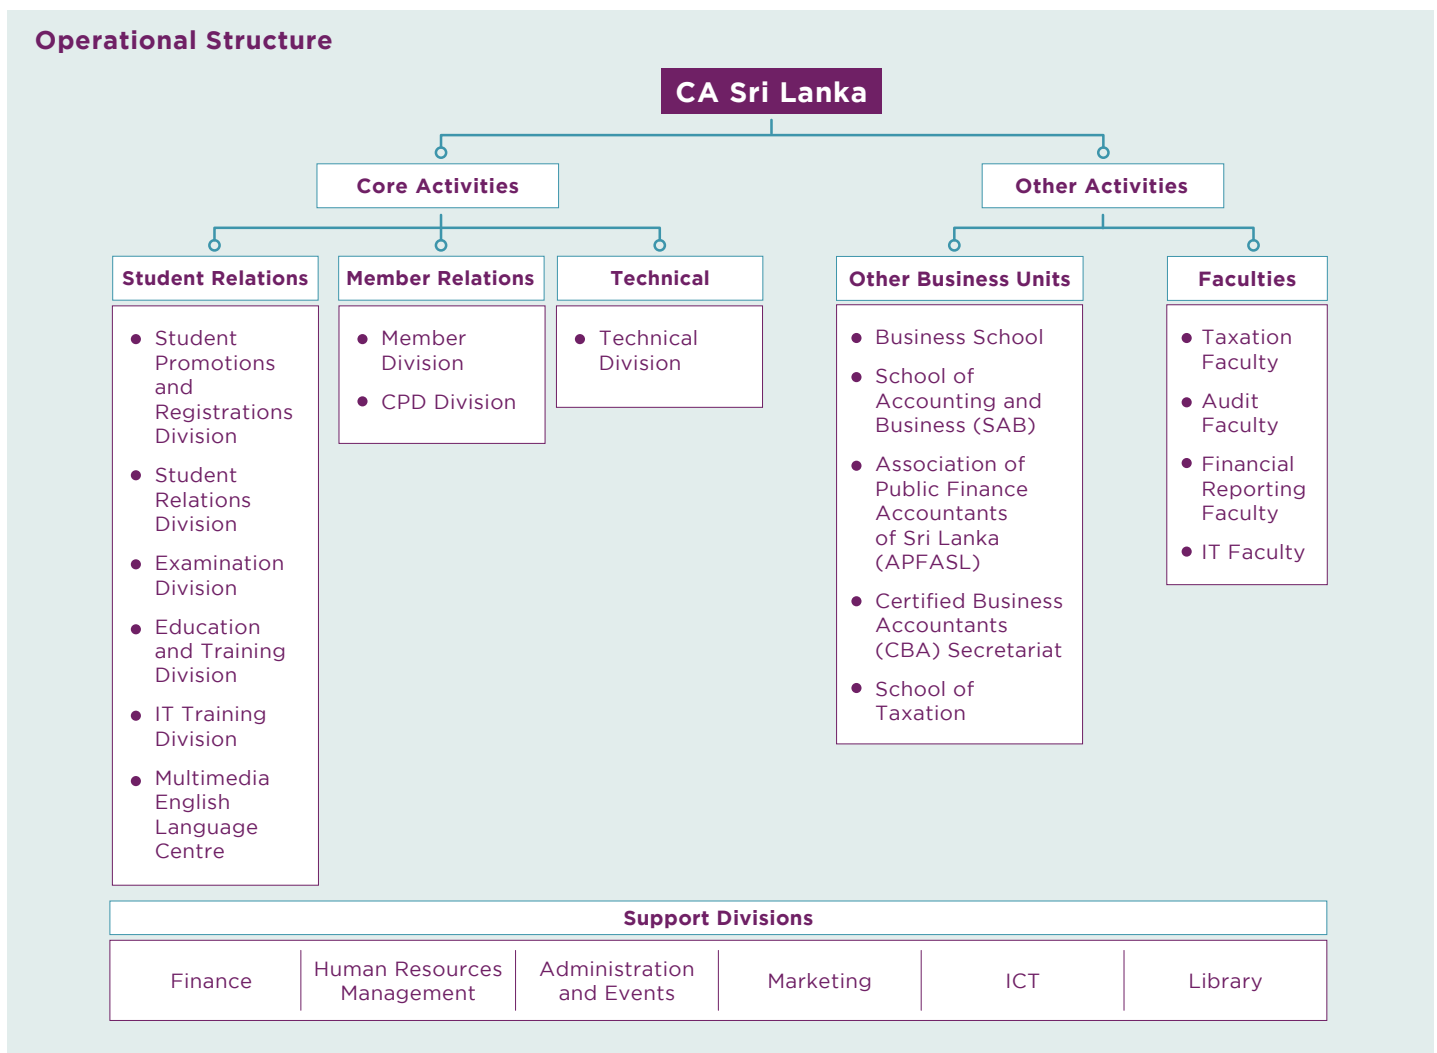 Operational Structure
CA Sri Lanka
Core Activities
Other Activities
Student Relations
Student
Promotions
and
Registrations
Division
Student
Relations
Division
Examination
Division
Education
and Training
Division
IT Training
Division
Multimedia
English
Language
Centre
Member Relations
Member
Division
CPD Division
Technical
Technical
Division
Other Business Units
Business School
School of
Accounting and
Business (SAB)
Association of
Public Finance
Accountants
of Sri Lanka
(APFASL)
Certified Business
Accountants
(CBA) Secretariat
School of
Taxation
Faculties
Taxation
Faculty
Audit
Faculty
Financial
Reporting
Faculty
IT Faculty
Support Divisions
Finance
Human Resources
Management
Administration
and Events
Marketing
ICT
Library